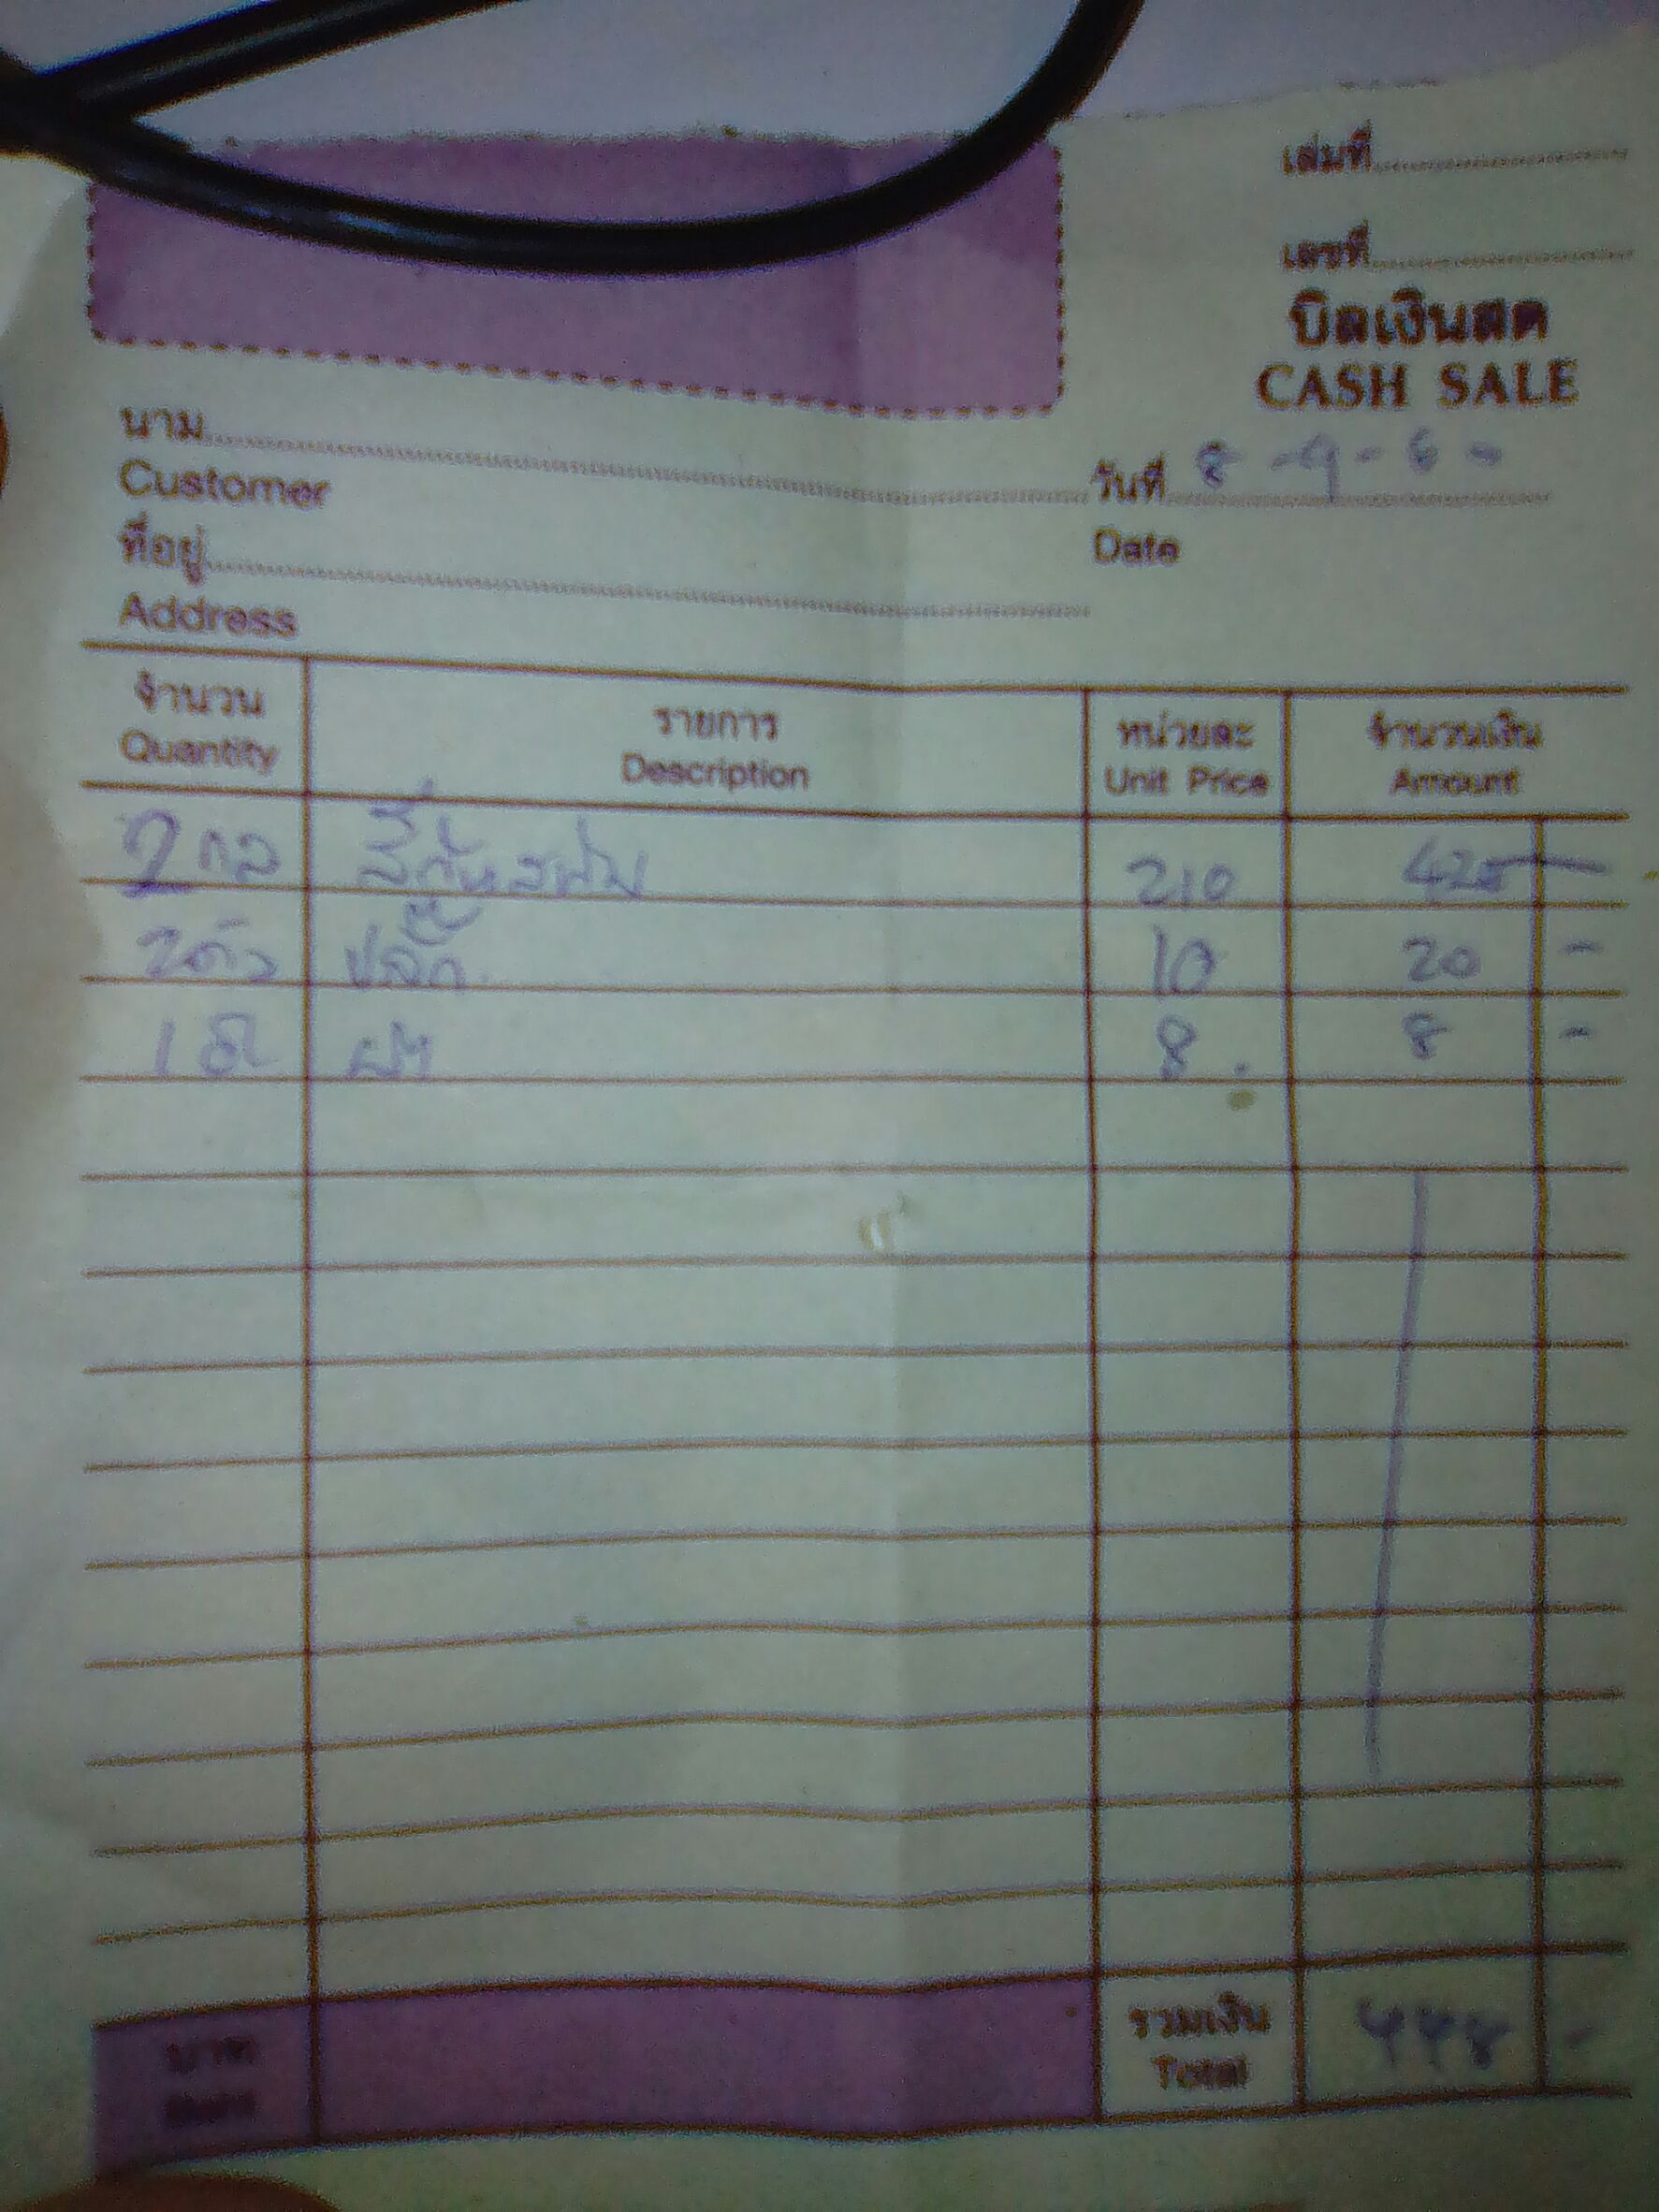 เล่มที่
เลขที่
บิลเงินสด
CASH SALE
นาม
Customer
วันที่ 8-9-60
Date
ที่อยู่
Address
จำนวน รายการ หน่วยละ จำนวนเงิน
Quantity Description Unit Price Amount
2 กล สีกันสนิม 210 420 -
2 ตัว ปลั๊ก 10 20 -
1 8 . 8 -
บาท รวมเงิน 448 -
Baht Total